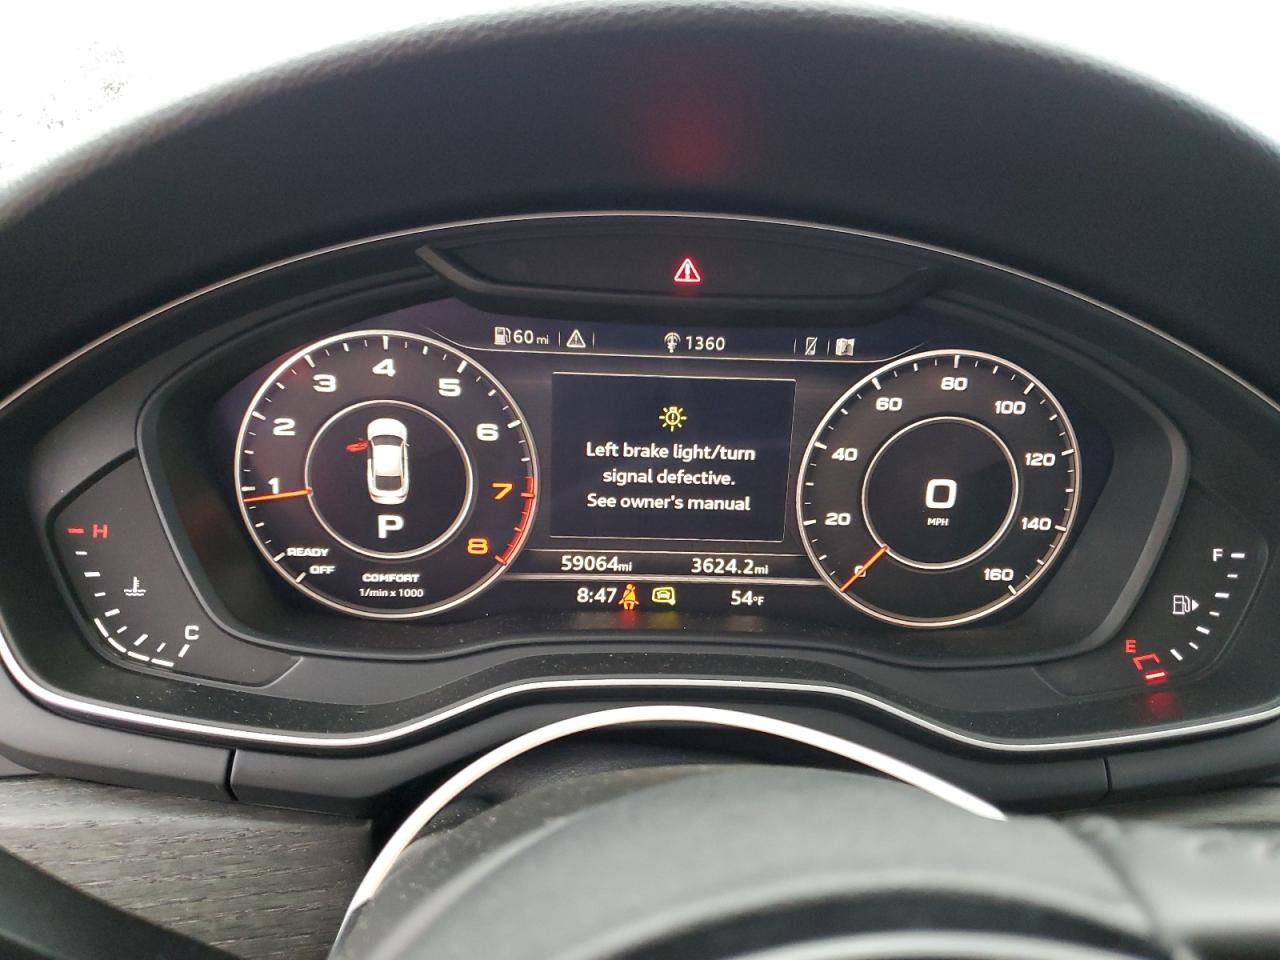 60 mi
1360
1
2
3
4
5
6
7
8
P
READY
OFF
COMFORT
1/min x 1000
Left brake light/turn
signal defective.
See owner's manual
59064mi 3624.2mi
8:47 54°F
0
20
40
60
80
100
120
140
160
0
MPH
H
C
F
E